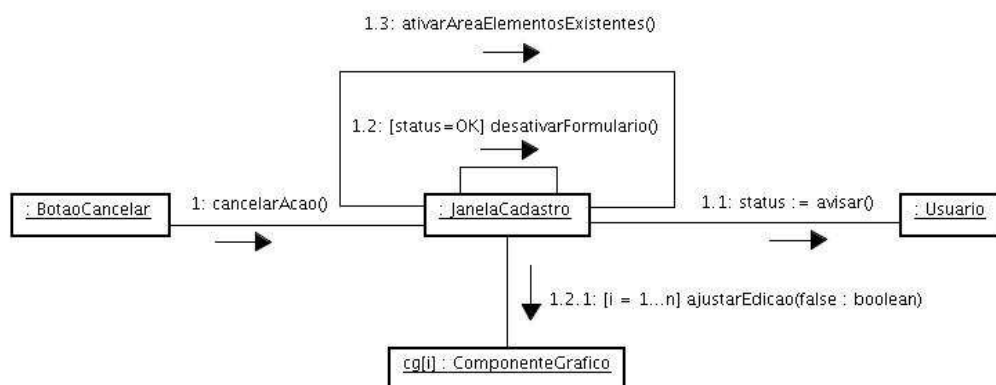 1.3: ativarAreaElementosExistentes()
1.2: [status=OK] desativarFormulario()
: BotaoCancelar
1: cancelarAcao()
: JanelaCadastro
1.1: status := avisar()
: Usuario
1.2.1: [i = 1...n] ajustarEdicao(false : boolean)
cg[i] : ComponenteGrafico